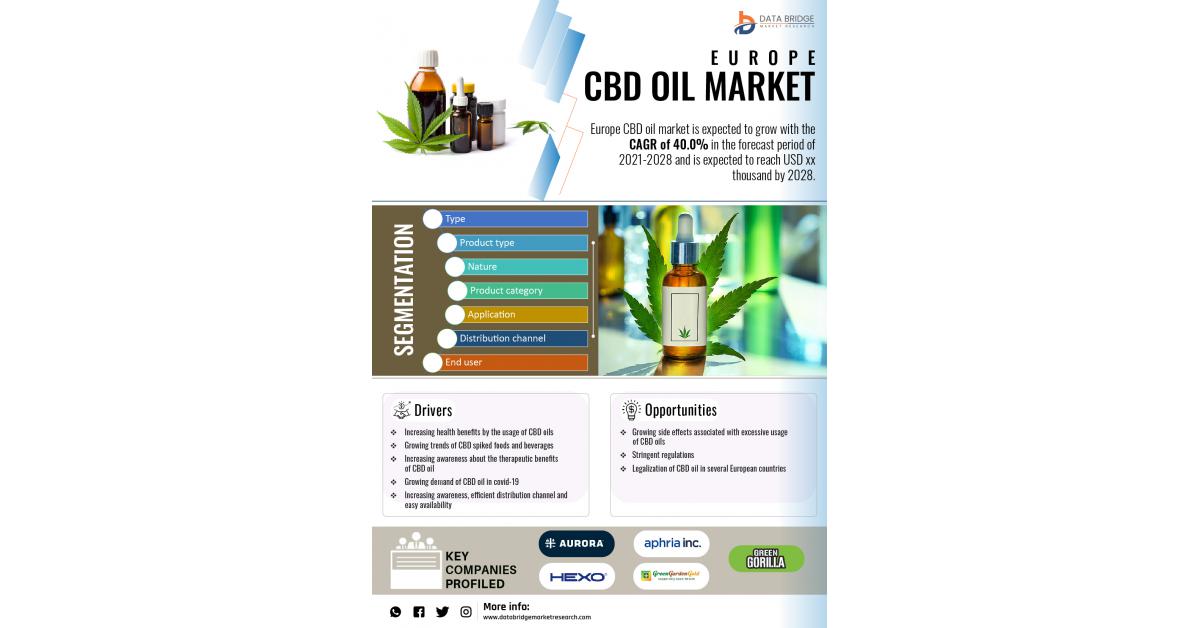 DATA BRIDGE
MARKET RESEARCH
EUROPE
CBD OIL MARKET
Europe CBD oil market is expected to grow with the
CAGR of 40.0% in the forecast period of
2021-2028 and is expected to reach USD xx
thousand by 2028.
SEGMENTATION
Type
Product type
Nature
Product category
Application
Distribution channel
End user
Drivers
Increasing health benefits by the usage of CBD oils
Growing trends of CBD spiked foods and beverages
Increasing awareness about the therapeutic benefits
of CBD oil
Growing demand of CBD oil in covid-19
Increasing awareness, efficient distribution channel and
easy availability
Opportunities
Growing side effects associated with excessive usage
of CBD oils
Stringent regulations
Legalization of CBD oil in several European countries
KEY
COMPANIES
PROFILED
AURORA
aphria inc.
HEXO
GreenGardenGold
GREEN
GORILLA
More info:
www.databridgemarketresearch.com